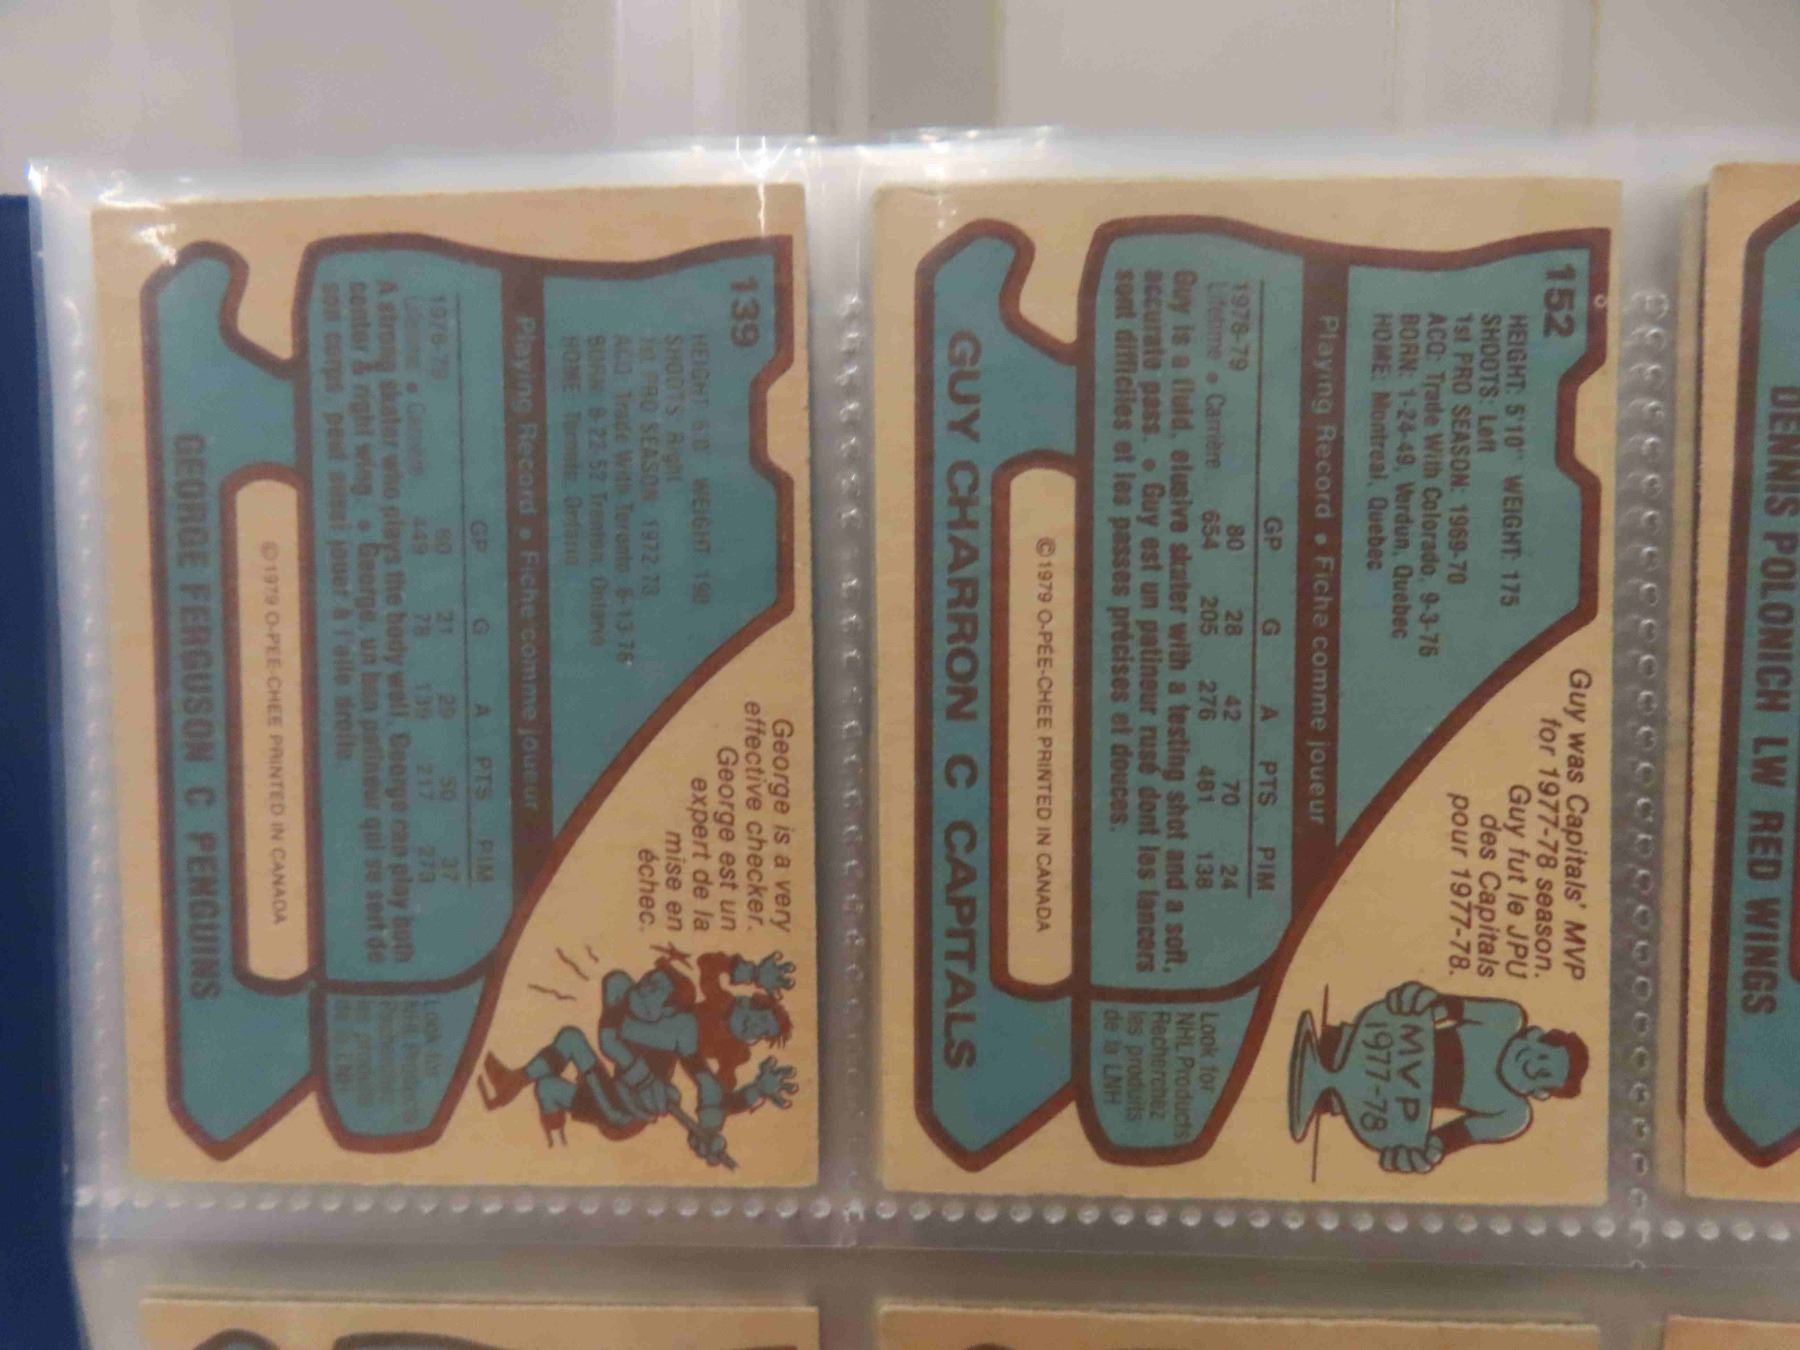 139
HEIGHT: 6'0" WEIGHT: 190
SHOOTS: Right
1st PRO SEASON: 1972-73
ACQ: Trade With Toronto,
BORN: 8-22-52 Trenton, Ontario
HOME:
Playing Record • Fiche comme joueur
GP G A PTS PIM
1978-79 80 21 29 50 37
Lifetime • Carrière 449 78 139 217 273
A strong skater who plays the body well, George can play both
center & right wing. • George, un bon patineur qui se sert de
son corps, peut aussi jouer à l'aile droite.
©1979 O-PEE-CHEE PRINTED IN CANADA
GEORGE FERGUSON C PENGUINS
George is a very
effective checker.
George est un
expert de la
mise en
échec.
Look for
NHL Products
Recherchez
les produits
de la LNH
152
HEIGHT: 5'10" WEIGHT: 175
SHOOTS: Left
1st PRO SEASON: 1969-70
ACQ: Trade With Colorado, 9-3-76
BORN: 1-24-49, Verdun, Quebec
HOME: Montreal, Quebec
Playing Record • Fiche comme joueur
GP G A PTS PIM
1978-79 80 28 42 70 24
Lifetime • Carrière 654 205 276 481 138
Guy is a fluid, elusive skater with a testing shot and a soft,
accurate pass. • Guy est un patineur rusé dont les lancers
sont difficiles et les passes précises et douces.
©1979 O-PEE-CHEE PRINTED IN CANADA
GUY CHARRON C CAPITALS
Guy was Capitals' MVP
for 1977-78 season.
Guy fut le JPU
des Capitals
pour 1977-78.
MVP
1977-78
Look for
NHL Products
Recherchez
les produits
de la LNH
DENNIS POLONICH LW RED WINGS